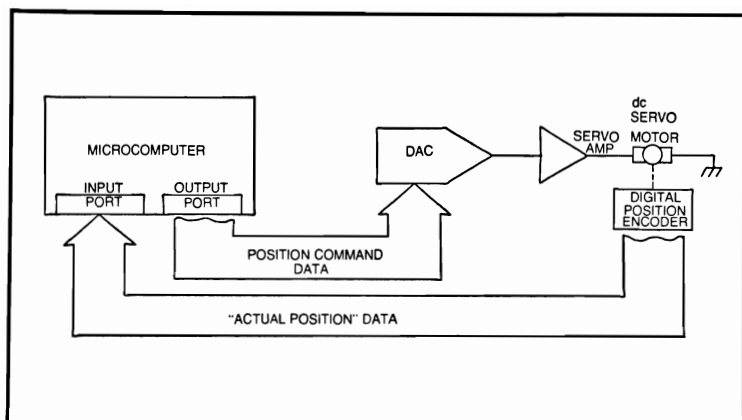 MICROCOMPUTER
INPUT
PORT
OUTPUT
PORT
DAC
SERVO
AMP
dc
SERVO
MOTOR
DIGITAL
POSITION
ENCODER
POSITION COMMAND
DATA
"ACTUAL POSITION" DATA